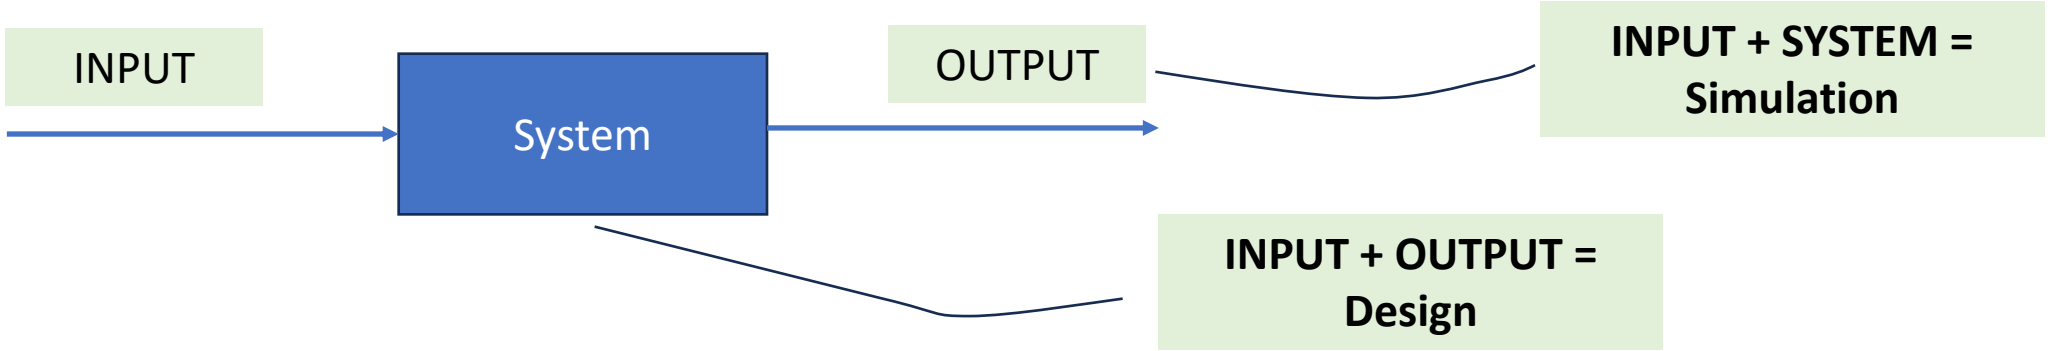 INPUT
System
OUTPUT
INPUT + SYSTEM =
Simulation
INPUT + OUTPUT =
Design